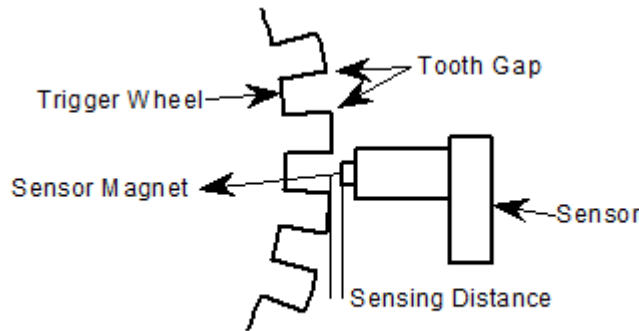 Tooth Gap
Trigger Wheel
Sensor Magnet
Sensor
Sensing Distance